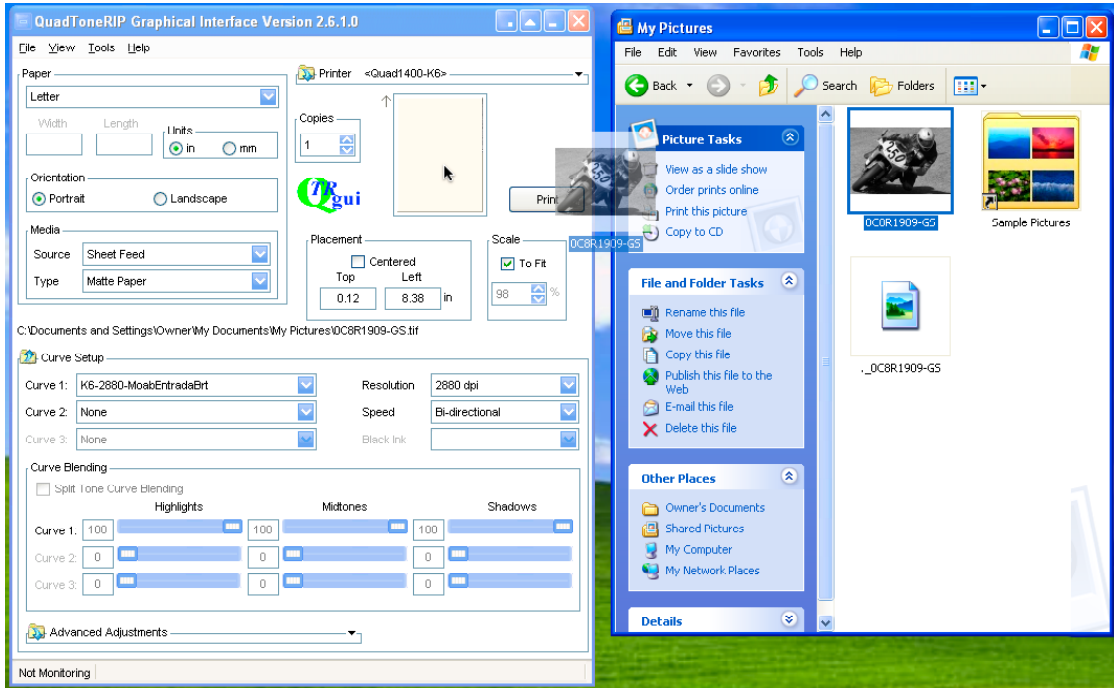 QuadToneRIP Graphical Interface Version 2.6.1.0
File View Tools Help
Paper
Letter
Width Length Units
in mm
Orientation
Portrait Landscape
Media
Source Sheet Feed
Type Matte Paper
Printer <Quad1400-K6>
Copies
1
QTR gui
Print
Placement
Centered
Top Left
0.12 8.38 in
Scale
To Fit
98 %
C:\Documents and Settings\Owner\My Documents\My Pictures\0C8R1909-GS.tif
Curve Setup
Curve 1: K6-2880-MoabEntradaBrt Resolution 2880 dpi
Curve 2: None Speed Bi-directional
Curve 3: None Black Ink
Curve Blending
Split Tone Curve Blending
Highlights Midtones Shadows
Curve 1: 100 100 100
Curve 2: 0 0 0
Curve 3: 0 0 0
Advanced Adjustments
Not Monitoring
My Pictures
File Edit View Favorites Tools Help
Back Search Folders
Picture Tasks
View as a slide show
Order prints online
Print this picture
Copy to CD
File and Folder Tasks
Rename this file
Move this file
Copy this file
Publish this file to the
Web
E-mail this file
Delete this file
Other Places
Owner's Documents
Shared Pictures
My Computer
My Network Places
Details
250
0C8R1909-GS
Sample Pictures
._0C8R1909-GS
250
0C8R1909-GS